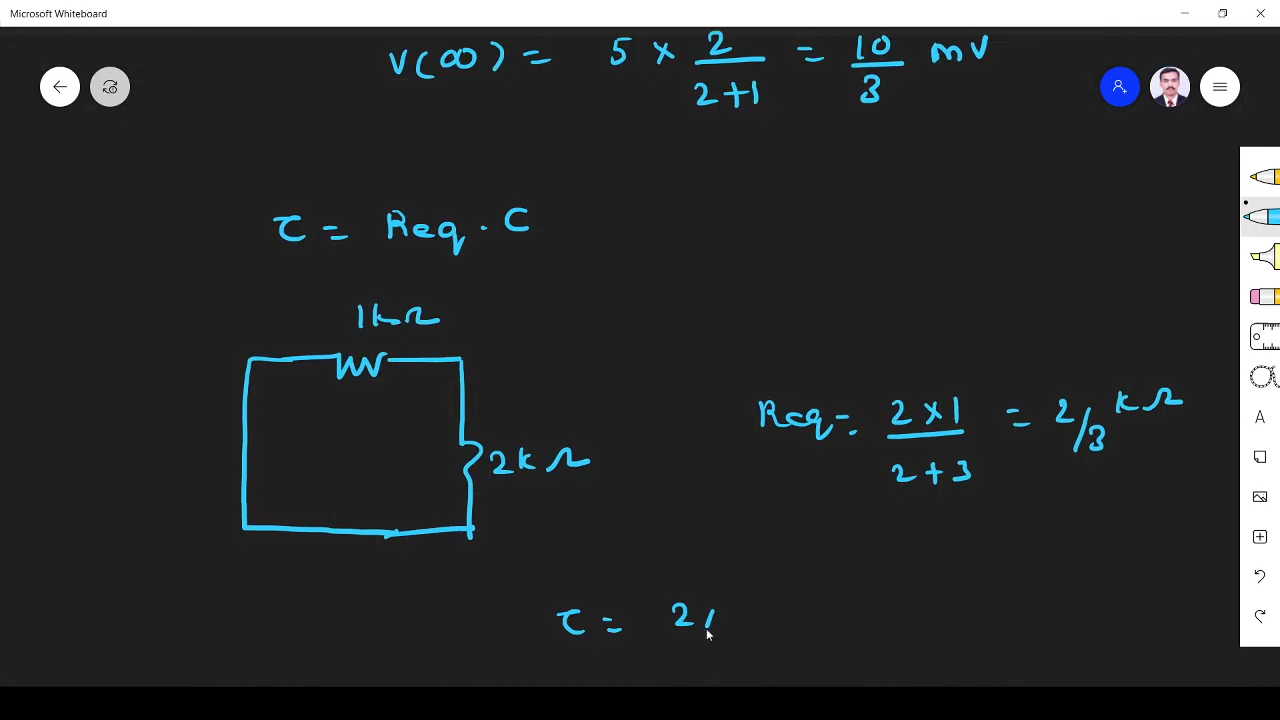 Microsoft Whiteboard
V(∞) = 5 × 2/(2+1) = 10/3 mV
τ = Req . C
1kΩ
2kΩ
Req = (2×1)/(2+3) = 2/3 kΩ
τ = 2/
A